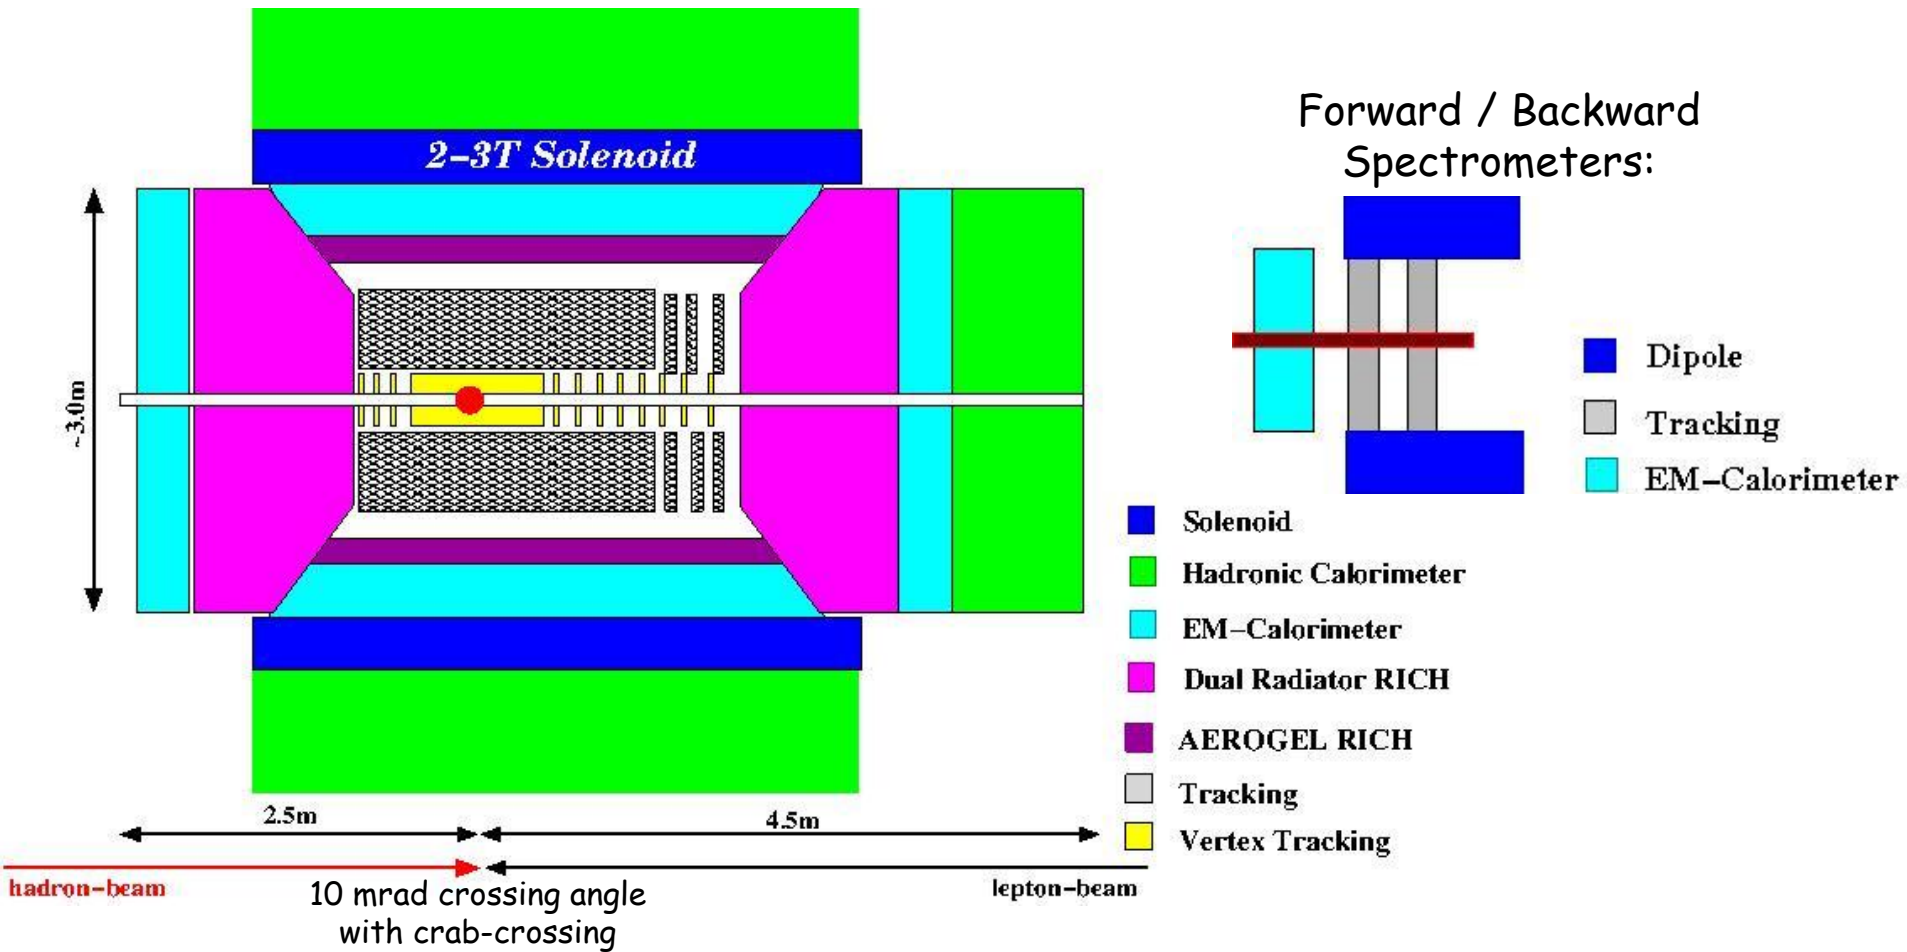 2-3T Solenoid
~3.0m
2.5m
4.5m
hadron-beam
10 mrad crossing angle
with crab-crossing
lepton-beam
Forward / Backward
Spectrometers:
Dipole
Tracking
EM-Calorimeter
Solenoid
Hadronic Calorimeter
EM-Calorimeter
Dual Radiator RICH
AEROGEL RICH
Tracking
Vertex Tracking